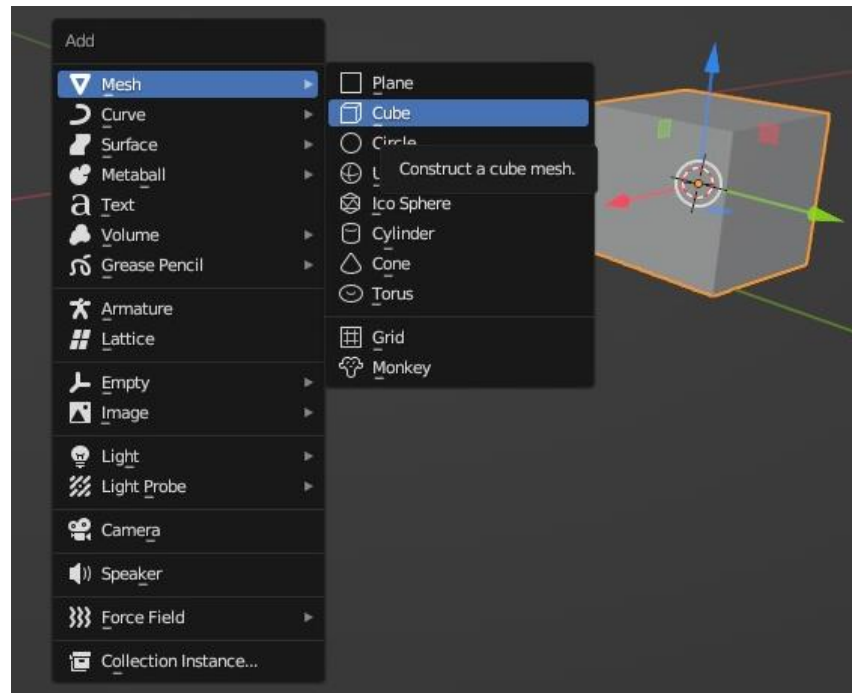 Add
Mesh
Curve
Surface
Metaball
Text
Volume
Grease Pencil
Armature
Lattice
Empty
Image
Light
Light Probe
Camera
Speaker
Force Field
Collection Instance...
Plane
Cube
Circle
U
Construct a cube mesh.
Ico Sphere
Cylinder
Cone
Torus
Grid
Monkey